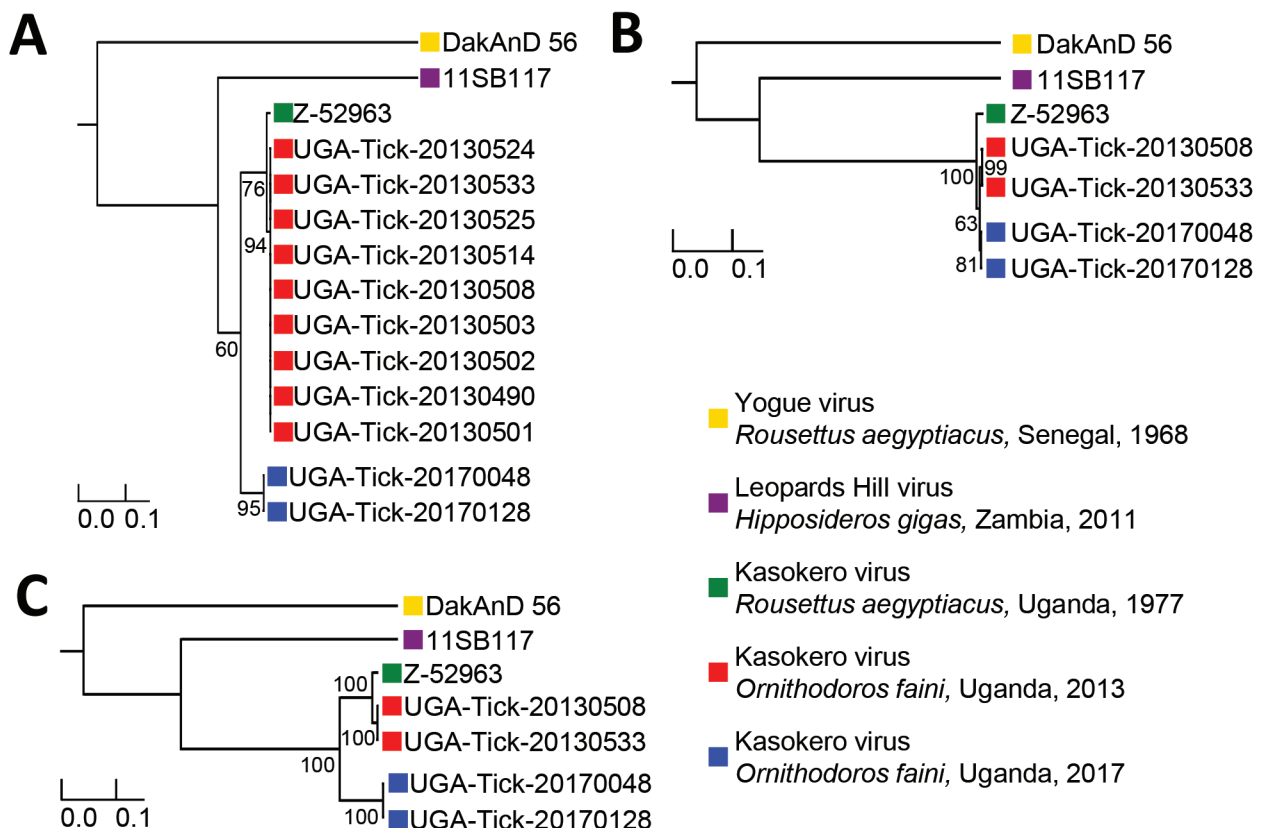 A
DakAnD 56
11SB117
Z-52963
UGA-Tick-20130524
UGA-Tick-20130533
76
UGA-Tick-20130525
94
UGA-Tick-20130514
UGA-Tick-20130508
UGA-Tick-20130503
60
UGA-Tick-20130502
UGA-Tick-20130490
UGA-Tick-20130501
UGA-Tick-20170048
95
UGA-Tick-20170128
0.0 0.1
B
DakAnD 56
11SB117
Z-52963
UGA-Tick-20130508
99
100
UGA-Tick-20130533
63
UGA-Tick-20170048
81
UGA-Tick-20170128
0.0 0.1
C
DakAnD 56
11SB117
Z-52963
100
UGA-Tick-20130508
100
UGA-Tick-20130533
100
UGA-Tick-20170048
100
UGA-Tick-20170128
0.0 0.1
Yogue virus
Rousettus aegyptiacus, Senegal, 1968
Leopards Hill virus
Hipposideros gigas, Zambia, 2011
Kasokero virus
Rousettus aegyptiacus, Uganda, 1977
Kasokero virus
Ornithodoros faini, Uganda, 2013
Kasokero virus
Ornithodoros faini, Uganda, 2017